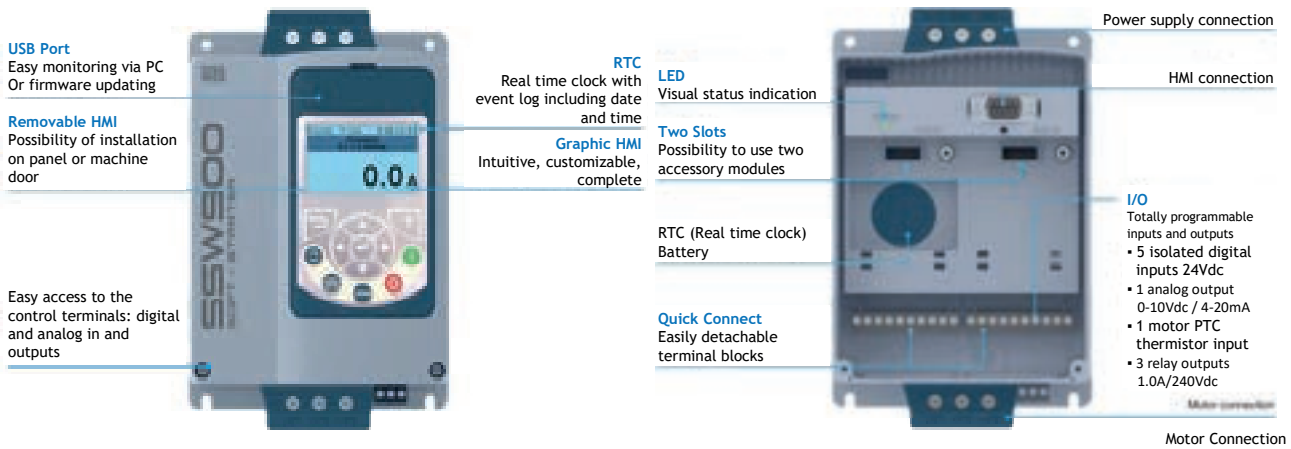 USB Port
Easy monitoring via PC
Or firmware updating
Removable HMI
Possibility of installation
on panel or machine
door
Easy access to the
control terminals: digital
and analog in and
outputs
SSW900
SOFT-STARTER
0.0 A
RTC
Real time clock with
event log including date
and time
Graphic HMI
Intuitive, customizable,
complete
LED
Visual status indication
Two Slots
Possibility to use two
accessory modules
RTC (Real time clock)
Battery
Quick Connect
Easily detachable
terminal blocks
Power supply connection
HMI connection
I/O
Totally programmable
inputs and outputs
▪ 5 isolated digital
inputs 24Vdc
▪ 1 analog output
0-10Vdc / 4-20mA
▪ 1 motor PTC
thermistor input
▪ 3 relay outputs
1.0A/240Vdc
Motor connection
Motor Connection